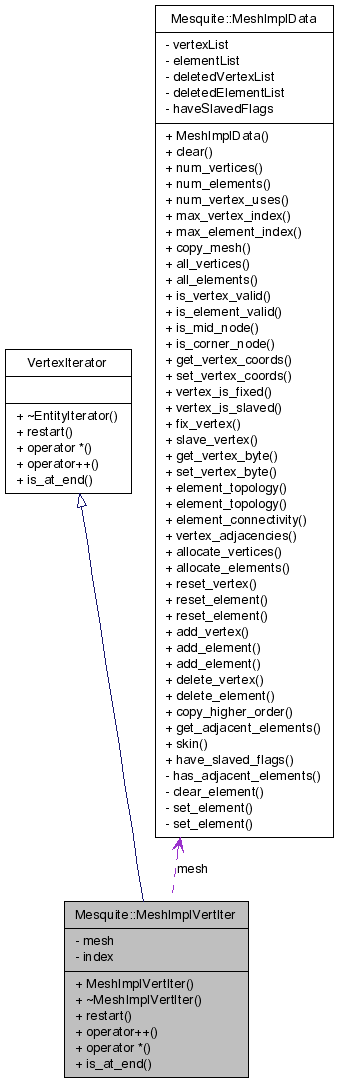 Mesquite::MeshImplData
- vertexList
- elementList
- deletedVertexList
- deletedElementList
- haveSlavedFlags
+ MeshImplData()
+ clear()
+ num_vertices()
+ num_elements()
+ num_vertex_uses()
+ max_vertex_index()
+ max_element_index()
+ copy_mesh()
+ all_vertices()
+ all_elements()
+ is_vertex_valid()
+ is_element_valid()
+ is_mid_node()
+ is_corner_node()
+ get_vertex_coords()
+ set_vertex_coords()
+ vertex_is_fixed()
+ vertex_is_slaved()
+ fix_vertex()
+ slave_vertex()
+ get_vertex_byte()
+ set_vertex_byte()
+ element_topology()
+ element_topology()
+ element_connectivity()
+ vertex_adjacencies()
+ allocate_vertices()
+ allocate_elements()
+ reset_vertex()
+ reset_element()
+ reset_element()
+ add_vertex()
+ add_element()
+ add_element()
+ delete_vertex()
+ delete_element()
+ copy_higher_order()
+ get_adjacent_elements()
+ skin()
+ have_slaved_flags()
- has_adjacent_elements()
- clear_element()
- set_element()
- set_element()
VertexIterator
+ ~EntityIterator()
+ restart()
+ operator *()
+ operator++()
+ is_at_end()
mesh
Mesquite::MeshImplVertIter
- mesh
- index
+ MeshImplVertIter()
+ ~MeshImplVertIter()
+ restart()
+ operator++()
+ operator *()
+ is_at_end()